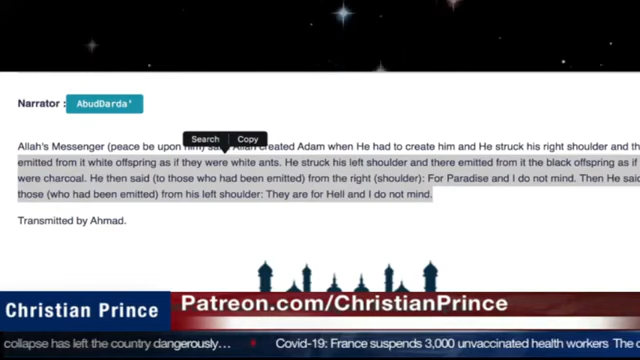 Narrator : AbudDarda'
Search Copy
Allah's Messenger (peace be upon him) said Allah created Adam when He had to create him and He struck his right shoulder and
emitted from it white offspring as if they were white ants. He struck his left shoulder and there emitted from it the black offspring as if
were charcoal. He then said (to those who had been emitted) from the right (shoulder): For Paradise and I do not mind. Then He said
those (who had been emitted) from his left shoulder: They are for Hell and I do not mind.
Transmitted by Ahmad.
Christian Prince
Patreon.com/ChristianPrince
collapse has left the country dangerously... Covid-19: France suspends 3,000 unvaccinated health workers The